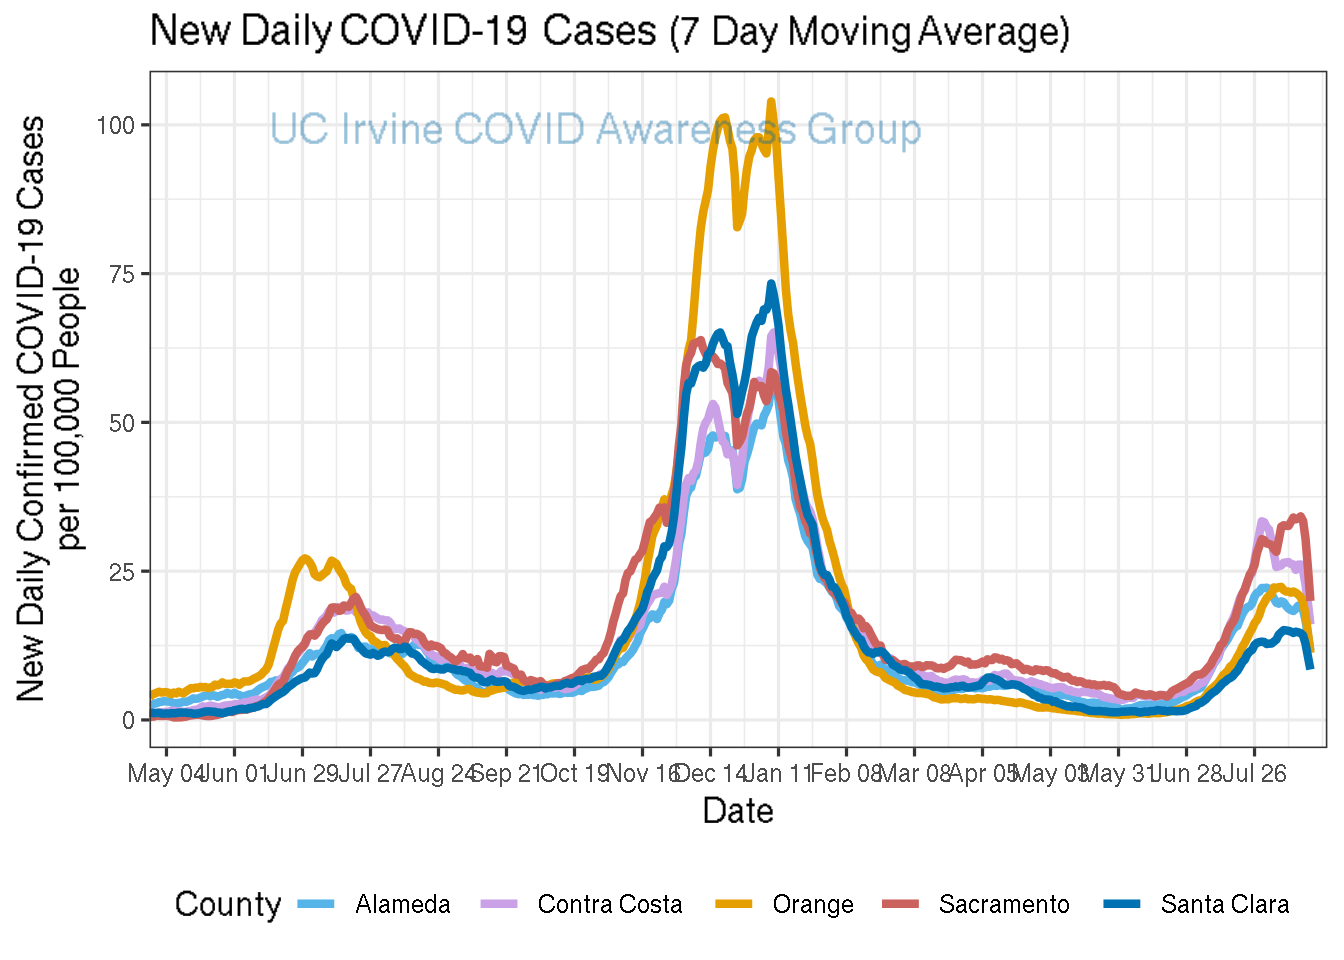 New Daily COVID-19 Cases (7 Day Moving Average)
UC Irvine COVID Awareness Group
New Daily Confirmed COVID-19 Cases
per 100,000 People
100
75
50
25
0
May 04 Jun 01 Jun 29 Jul 27 Aug 24 Sep 21 Oct 19 Nov 16 Dec 14 Jan 11 Feb 08 Mar 08 Apr 05 May 03 May 31 Jun 28 Jul 26
Date
County Alameda Contra Costa Orange Sacramento Santa Clara